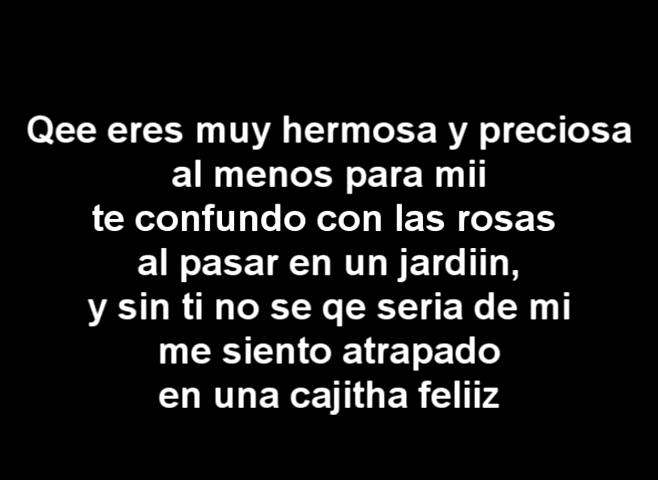 Qee eres muy hermosa y preciosa
al menos para mii
te confundo con las rosas
al pasar en un jardiin,
y sin ti no se qe seria de mi
me siento atrapado
en una cajitha feliiz